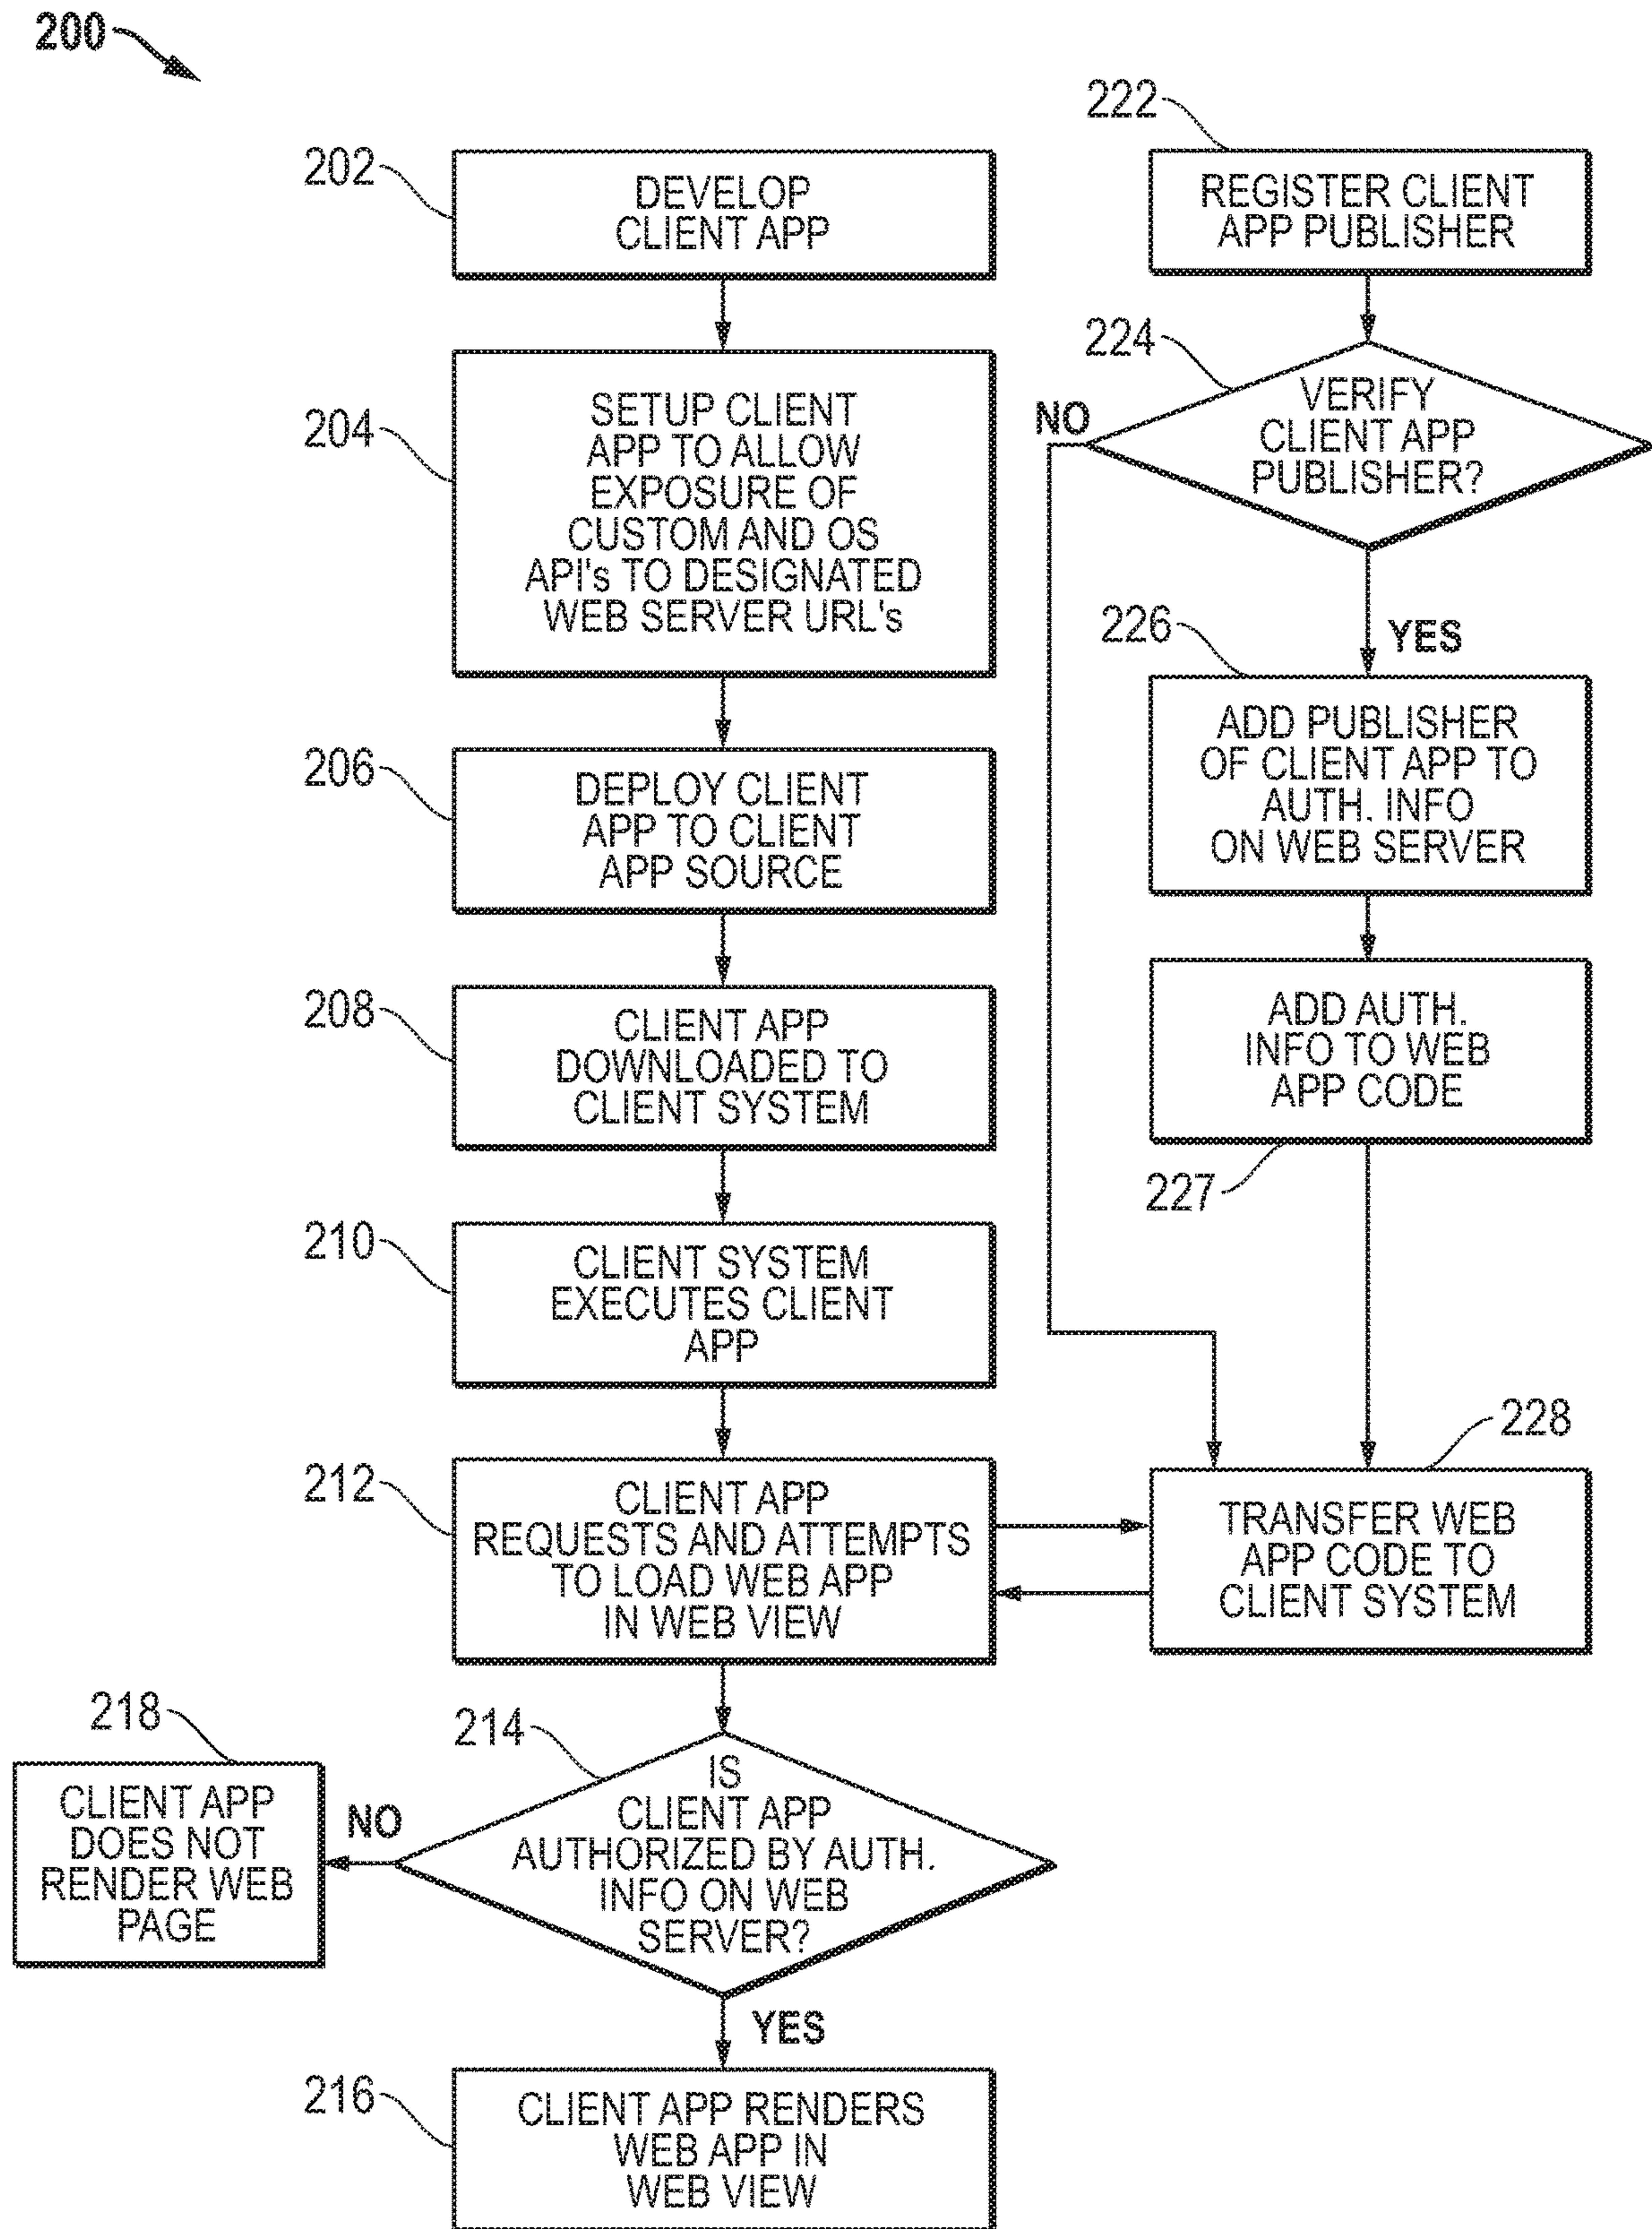 200
202
DEVELOP
CLIENT APP
204
SETUP CLIENT
APP TO ALLOW
EXPOSURE OF
CUSTOM AND OS
API's TO DESIGNATED
WEB SERVER URL's
206
DEPLOY CLIENT
APP TO CLIENT
APP SOURCE
208
CLIENT APP
DOWNLOADED TO
CLIENT SYSTEM
210
CLIENT SYSTEM
EXECUTES CLIENT
APP
212
CLIENT APP
REQUESTS AND ATTEMPTS
TO LOAD WEB APP
IN WEB VIEW
214
IS
CLIENT APP
AUTHORIZED BY AUTH.
INFO ON WEB
SERVER?
NO
218
CLIENT APP
DOES NOT
RENDER WEB
PAGE
YES
216
CLIENT APP RENDERS
WEB APP IN
WEB VIEW
222
REGISTER CLIENT
APP PUBLISHER
224
VERIFY
CLIENT APP
PUBLISHER?
NO
YES
226
ADD PUBLISHER
OF CLIENT APP TO
AUTH. INFO
ON WEB SERVER
ADD AUTH.
INFO TO WEB
APP CODE
227
228
TRANSFER WEB
APP CODE TO
CLIENT SYSTEM